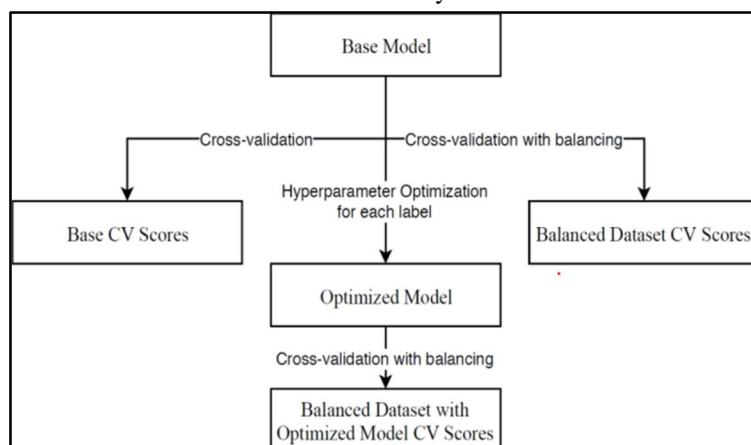 Base Model
Cross-validation
Cross-validation with balancing
Hyperparameter Optimization
for each label
Base CV Scores
Balanced Dataset CV Scores
Optimized Model
Cross-validation with balancing
Balanced Dataset with
Optimized Model CV Scores